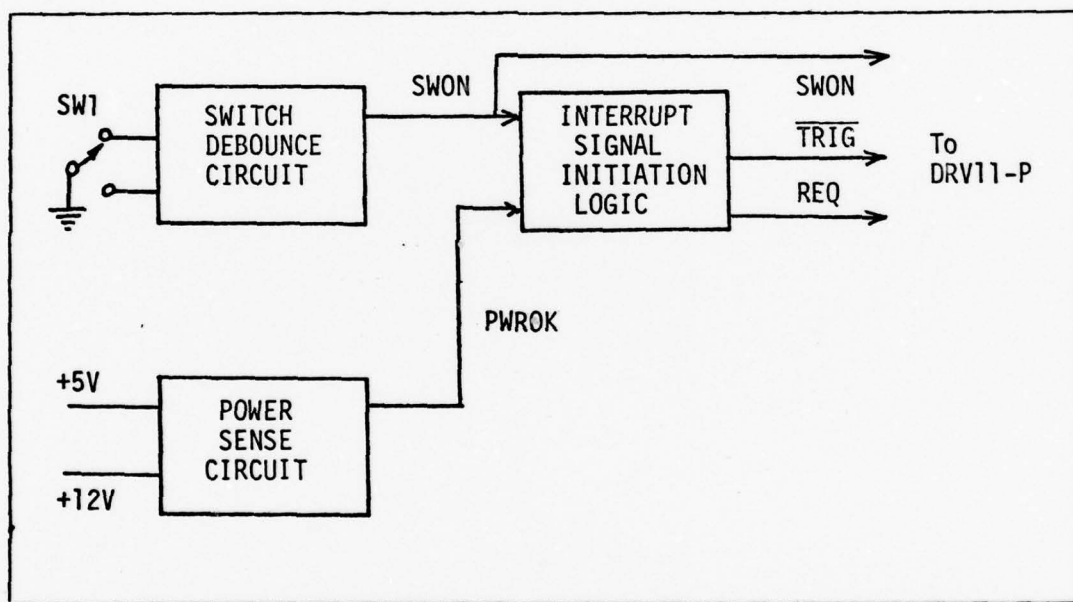 SW1
SWITCH
DEBOUNCE
CIRCUIT
SWON
INTERRUPT
SIGNAL
INITIATION
LOGIC
SWON
TRIG
REQ
To
DRV11-P
PWROK
+5V
+12V
POWER
SENSE
CIRCUIT